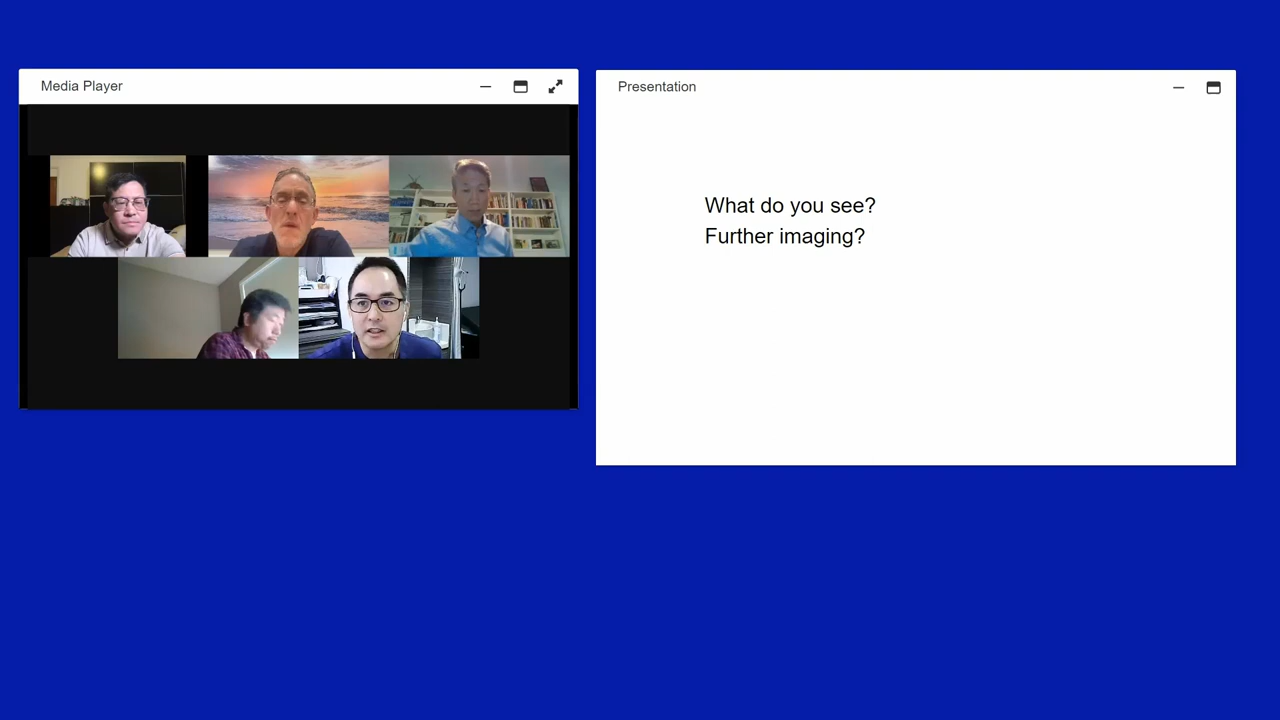 Media Player
Presentation
What do you see?
Further imaging?